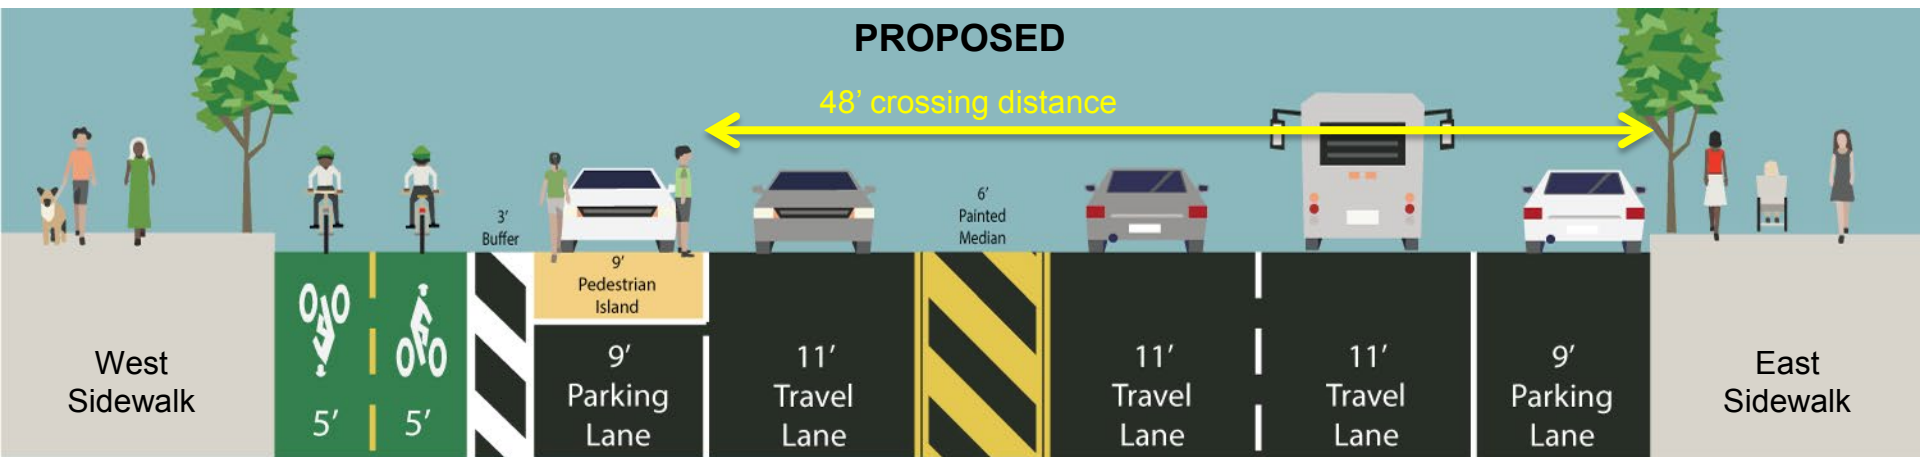 PROPOSED
48’ crossing distance
3’
Buffer
6’
Painted
Median
9’
Pedestrian
Island
West
Sidewalk
5’
5’
9’
Parking
Lane
11’
Travel
Lane
11’
Travel
Lane
11’
Travel
Lane
9’
Parking
Lane
East
Sidewalk